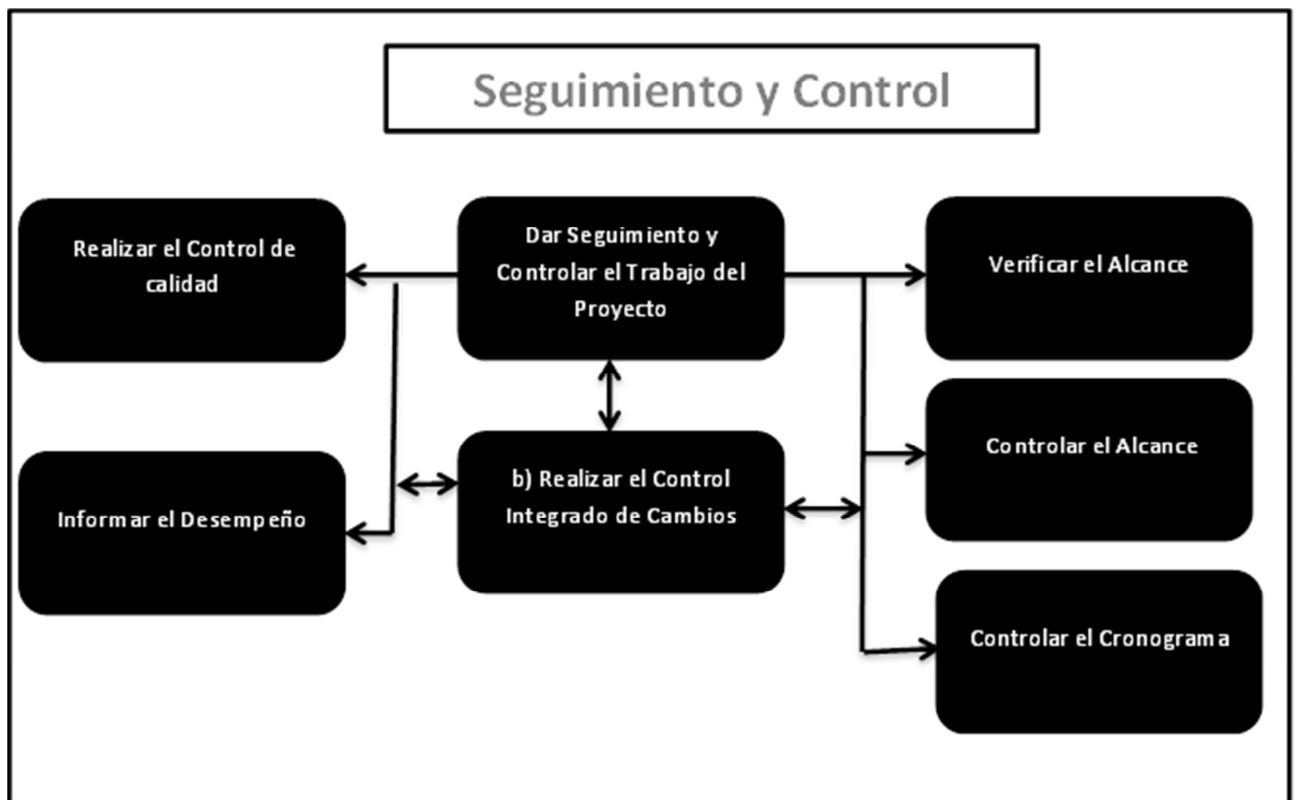 Seguimiento y Control
Realizar el Control de
calidad
Dar Seguimiento y
Controlar el Trabajo del
Proyecto
Verificar el Alcance
Controlar el Alcance
Informar el Desempeño
b) Realizar el Control
Integrado de Cambios
Controlar el Cronograma